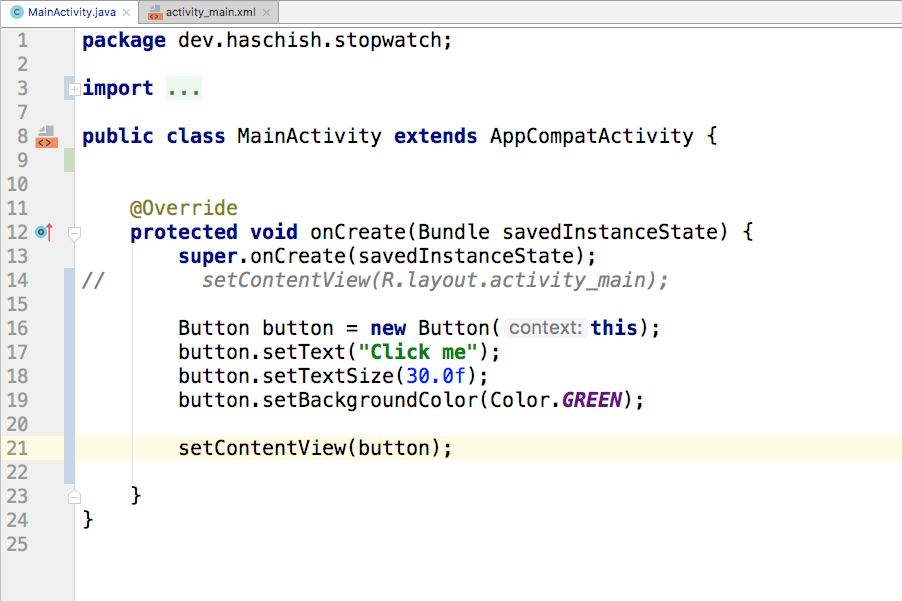 MainActivity.java × activity_main.xml ×
1 package dev.haschish.stopwatch;
2
3 import ...
7
8 public class MainActivity extends AppCompatActivity {
9
10
11 @Override
12 protected void onCreate(Bundle savedInstanceState) {
13 super.onCreate(savedInstanceState);
14 // setContentView(R.layout.activity_main);
15
16 Button button = new Button( context: this);
17 button.setText("Click me");
18 button.setTextSize(30.0f);
19 button.setBackgroundColor(Color.GREEN);
20
21 setContentView(button);
22
23 }
24 }
25